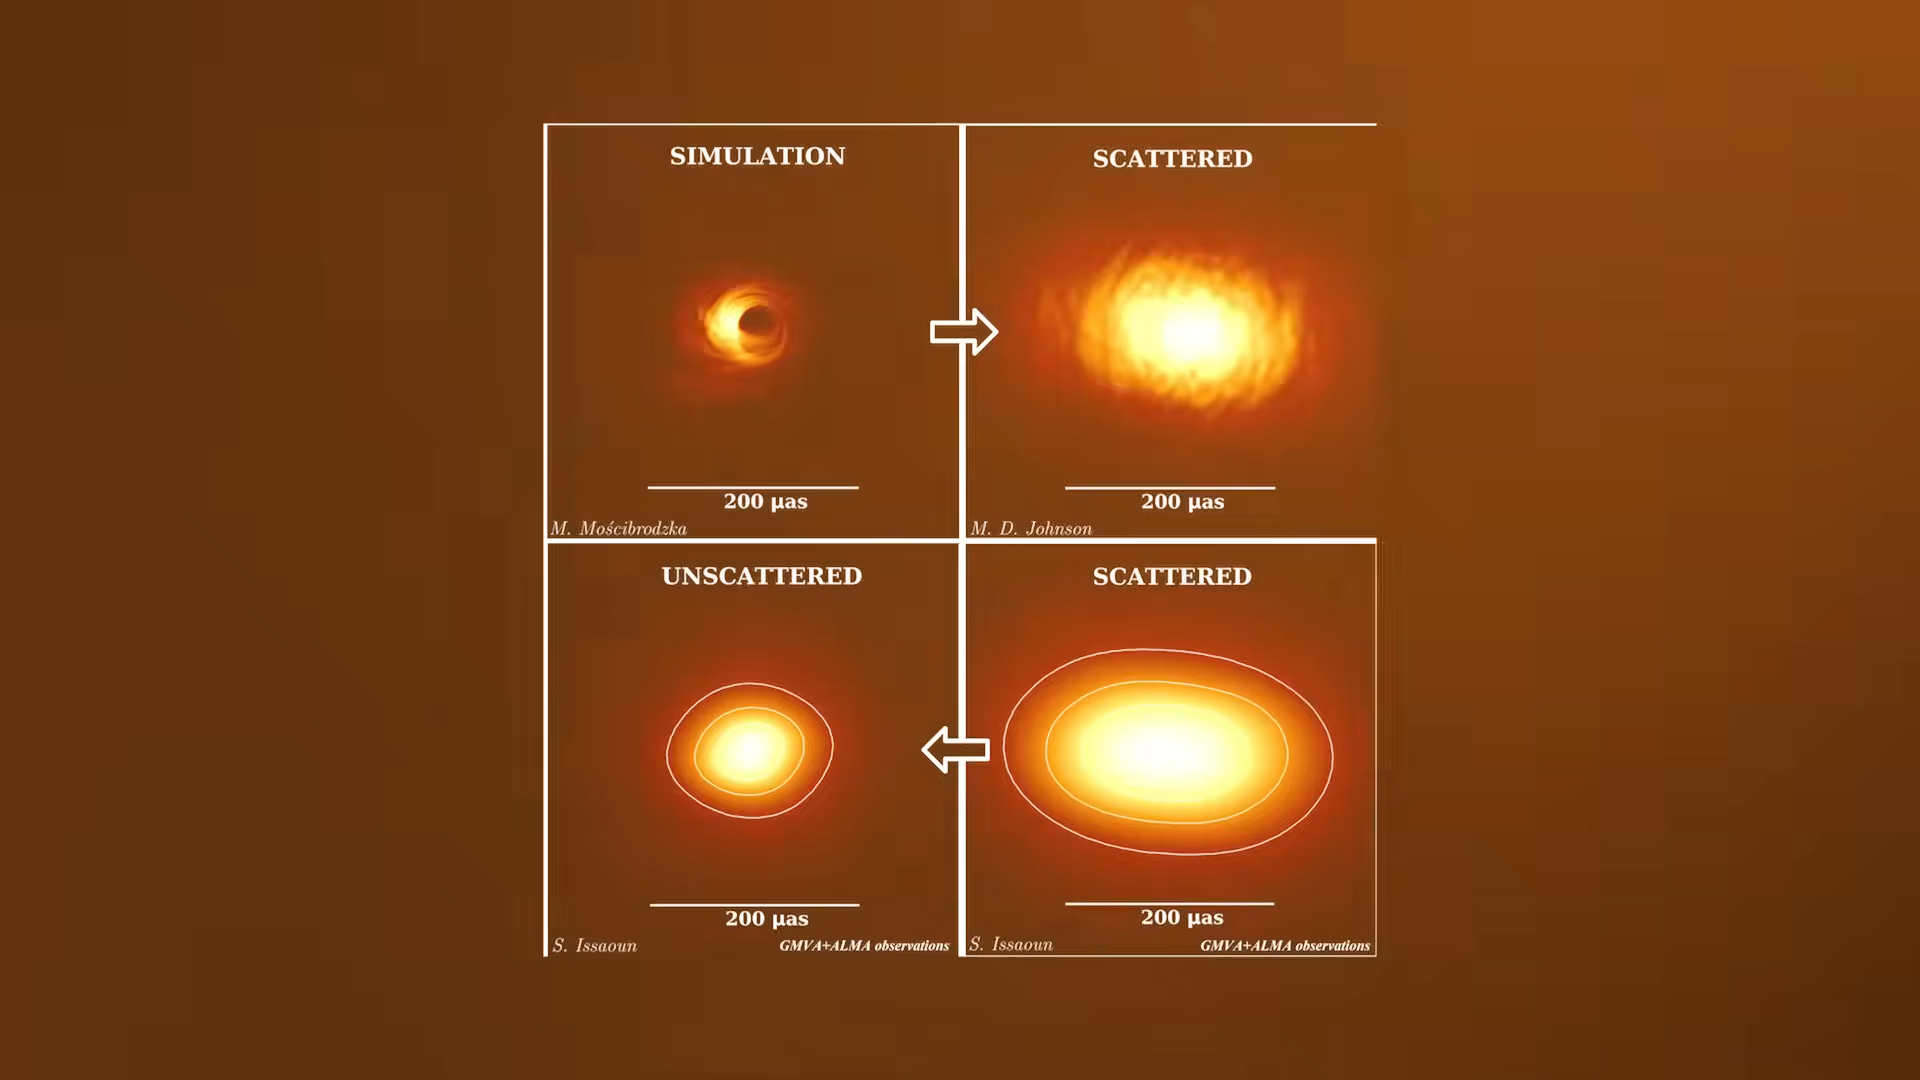 SIMULATION
SCATTERED
200 μas
200 μas
M. Mościbrodzka
M. D. Johnson
UNSCATTERED
SCATTERED
200 μas
200 μas
S. Issaoun
GMVA+ALMA observations
S. Issaoun
GMVA+ALMA observations